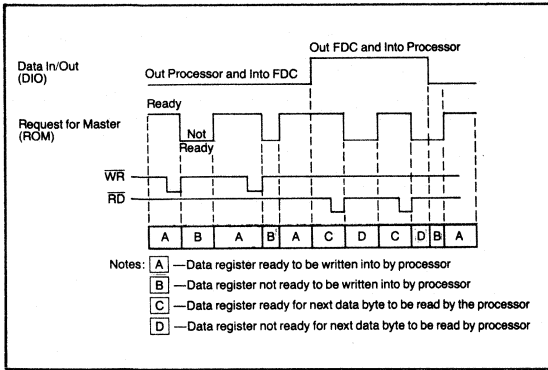 Out FDC and Into Processor
Data In/Out
(DIO)
Out Processor and Into FDC
Ready
Request for Master
(ROM)
Not
Ready
WR
RD
A B A B A C D C D B A
Notes: A —Data register ready to be written into by processor
B —Data register not ready to be written into by processor
C —Data register ready for next data byte to be read by the processor
D —Data register not ready for next data byte to be read by processor